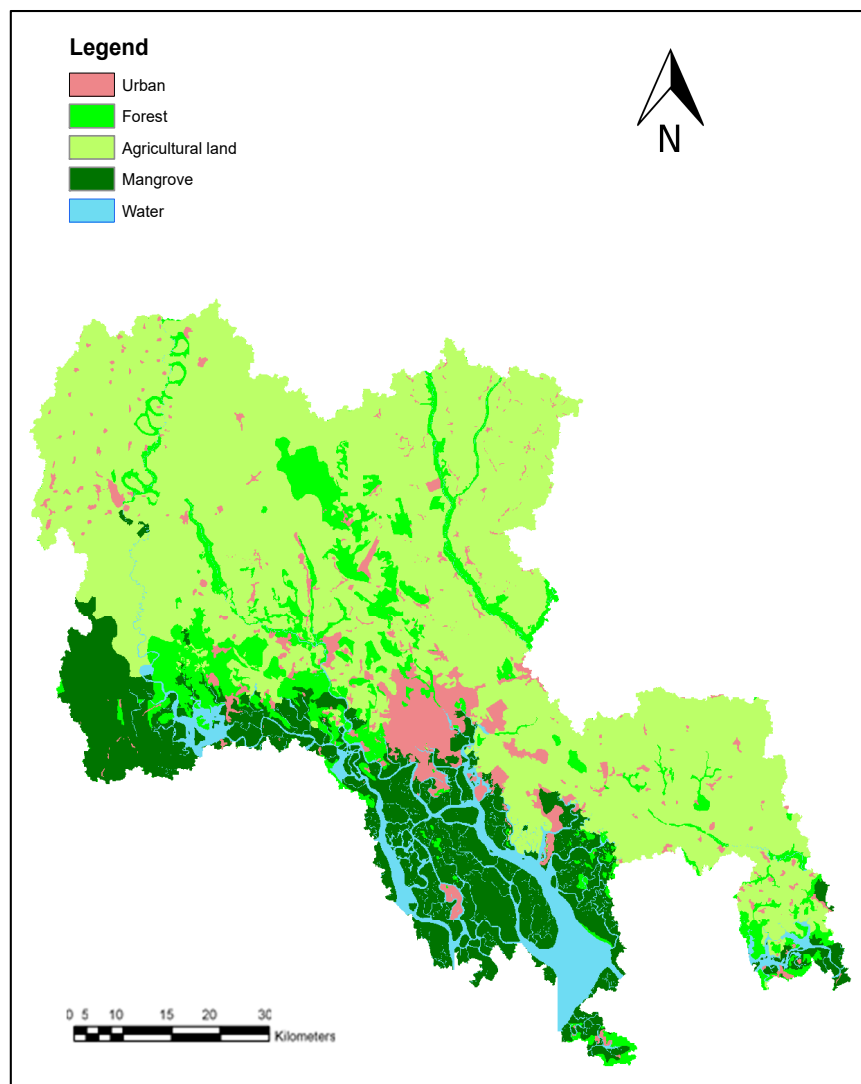 Legend
Urban
Forest
Agricultural land
Mangrove
Water
N
0 5 10 15 20 30
Kilometers